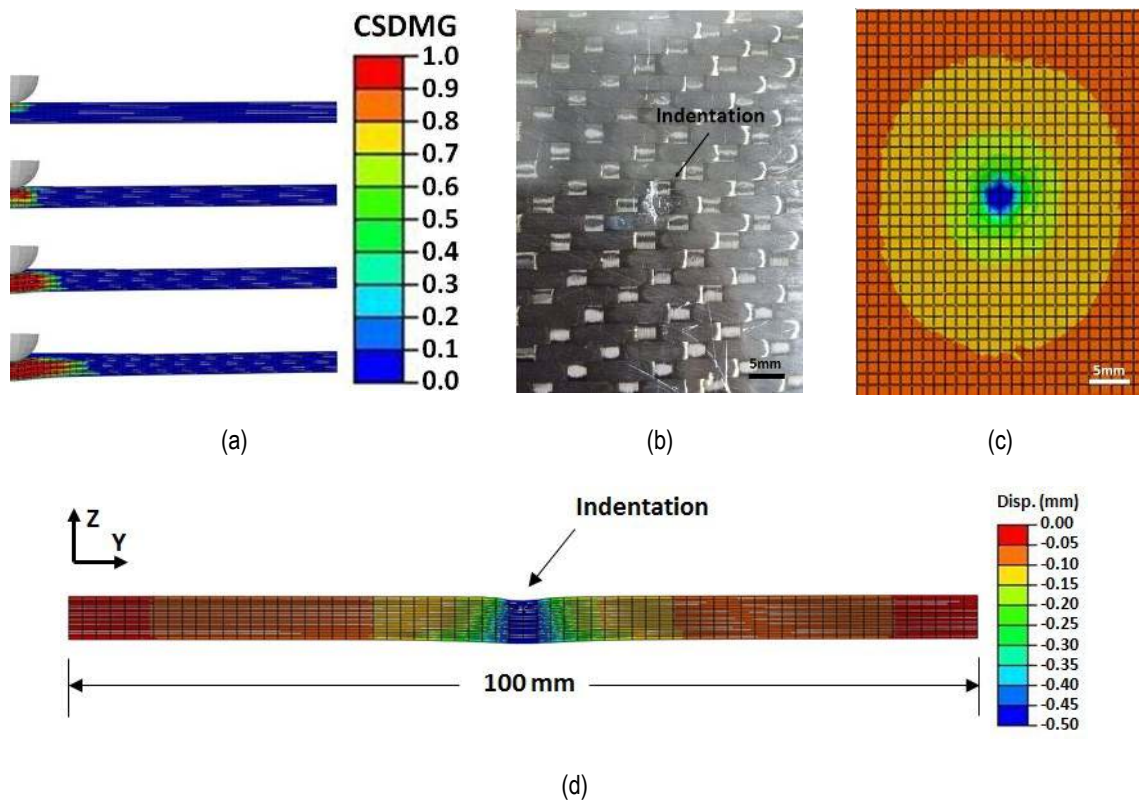 CSDMG
1.0
0.9
0.8
0.7
0.6
0.5
0.4
0.3
0.2
0.1
0.0
Indentation
5mm
5mm
(a)
(b)
(c)
Z
Y
Indentation
Disp. (mm)
0.00
-0.05
-0.10
-0.15
-0.20
-0.25
-0.30
-0.35
-0.40
-0.45
-0.50
100 mm
(d)